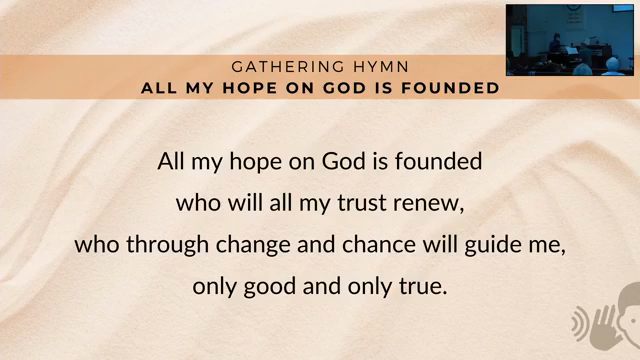 GATHERING HYMN
ALL MY HOPE ON GOD IS FOUNDED
All my hope on God is founded
who will all my trust renew,
who through change and chance will guide me,
only good and only true.